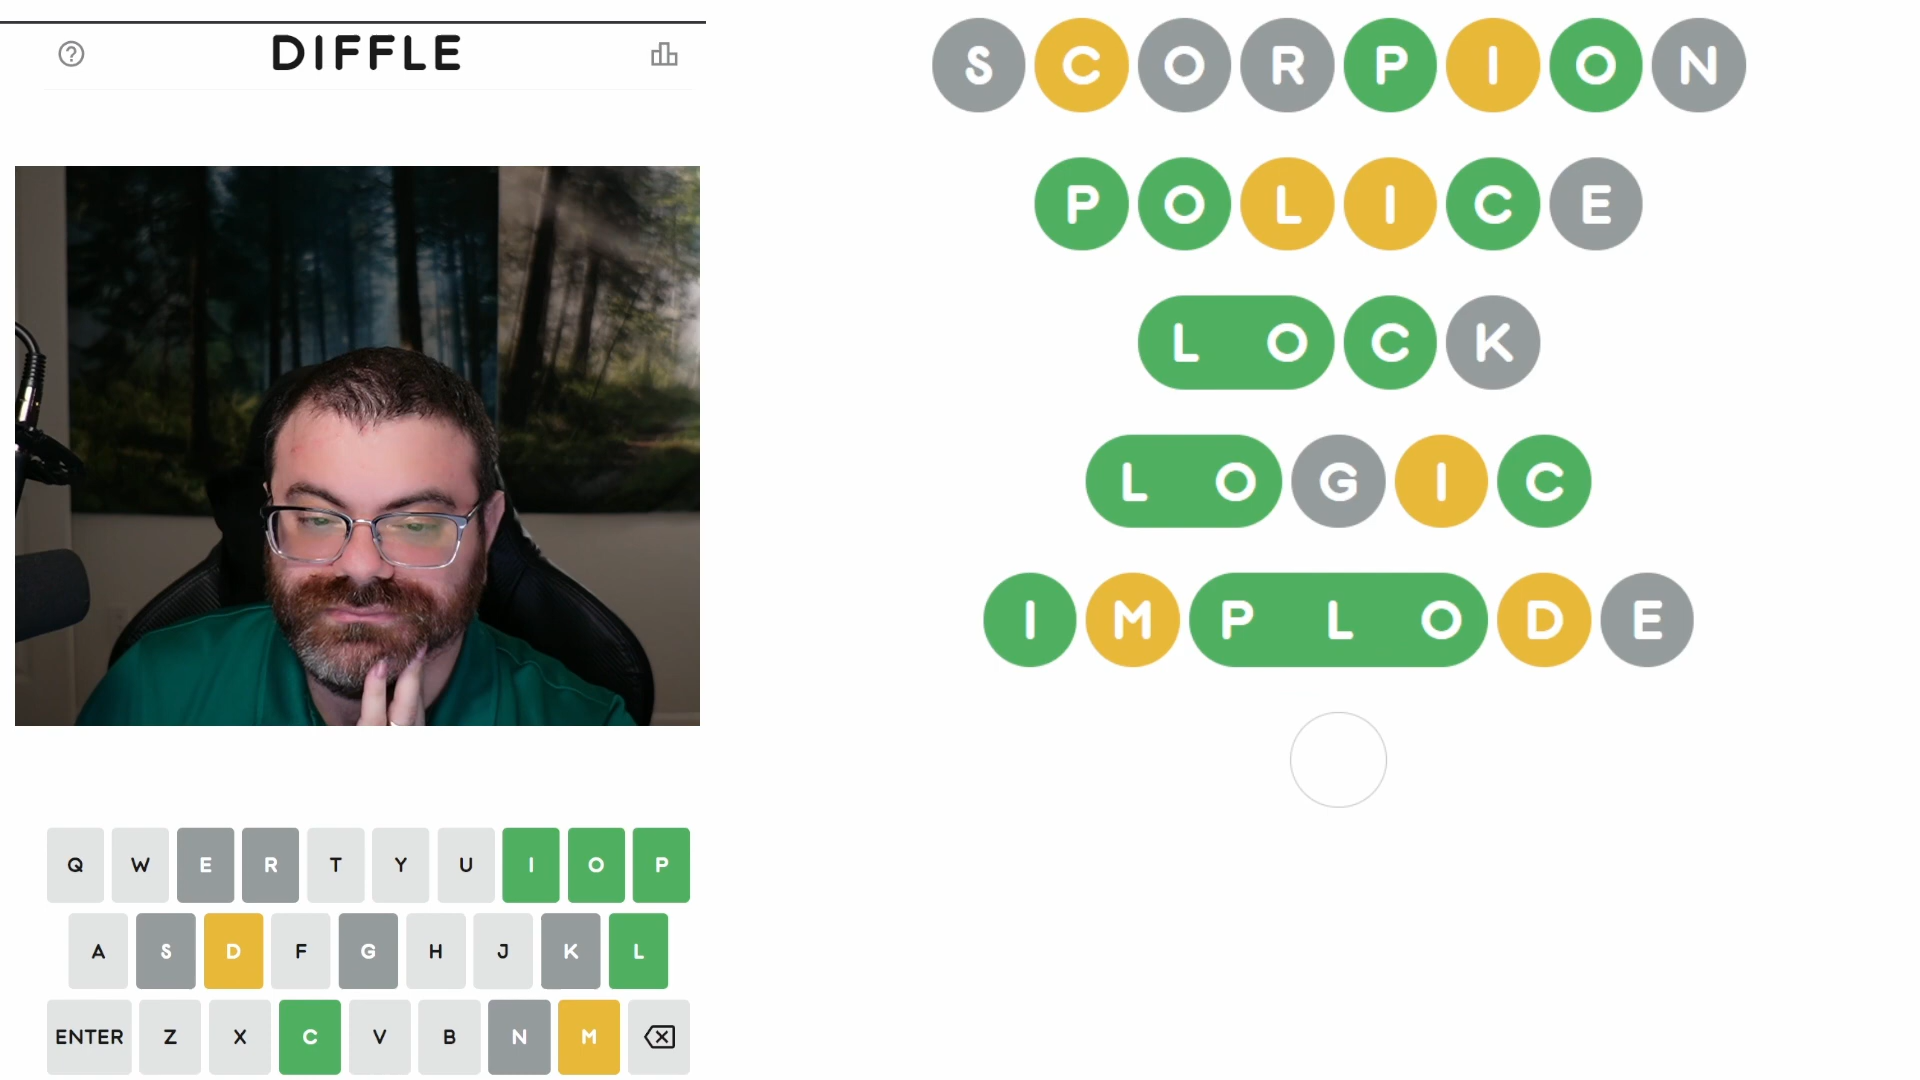 DIFFLE
SCORPION
POLICE
LOCK
LOGIC
IMPLODE
Q W E R T Y U I O P
A S D F G H J K L
ENTER Z X C V B N M